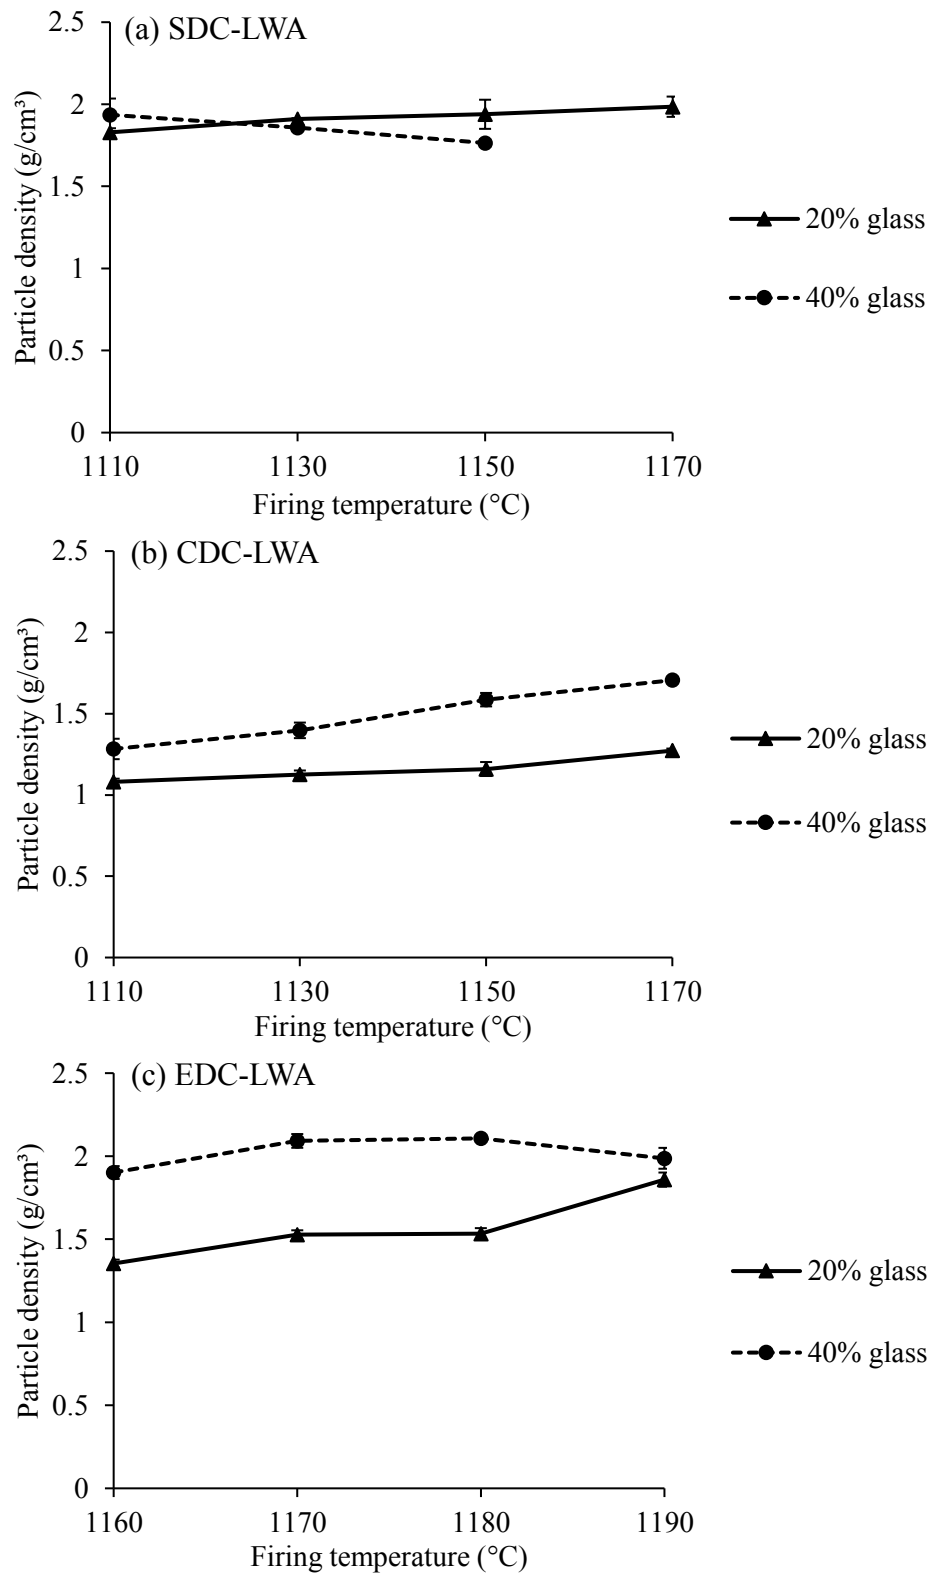 (a) SDC-LWA
2.5
2
1.5
1
0.5
0
Particle density (g/cm³)
1110 1130 1150 1170
Firing temperature (°C)
20% glass
40% glass
(b) CDC-LWA
2.5
2
1.5
1
0.5
0
Particle density (g/cm³)
1110 1130 1150 1170
Firing temperature (°C)
20% glass
40% glass
(c) EDC-LWA
2.5
2
1.5
1
0.5
0
Particle density (g/cm³)
1160 1170 1180 1190
Firing temperature (°C)
20% glass
40% glass